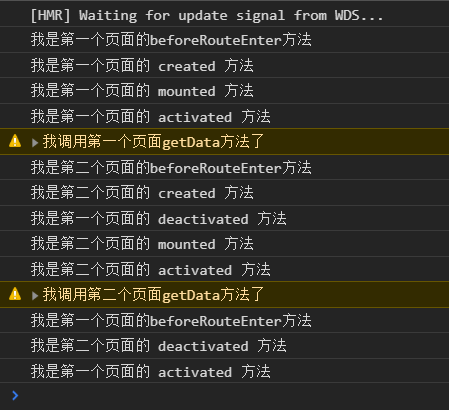 [HMR] Waiting for update signal from WDS...
我是第一个页面的beforeRouteEnter方法
我是第一个页面的 created 方法
我是第一个页面的 mounted 方法
我是第一个页面的 activated 方法
我调用第一个页面getData方法了
我是第二个页面的beforeRouteEnter方法
我是第二个页面的 created 方法
我是第一个页面的 deactivated 方法
我是第二个页面的 mounted 方法
我是第二个页面的 activated 方法
我调用第二个页面getData方法了
我是第一个页面的beforeRouteEnter方法
我是第二个页面的 deactivated 方法
我是第一个页面的 activated 方法